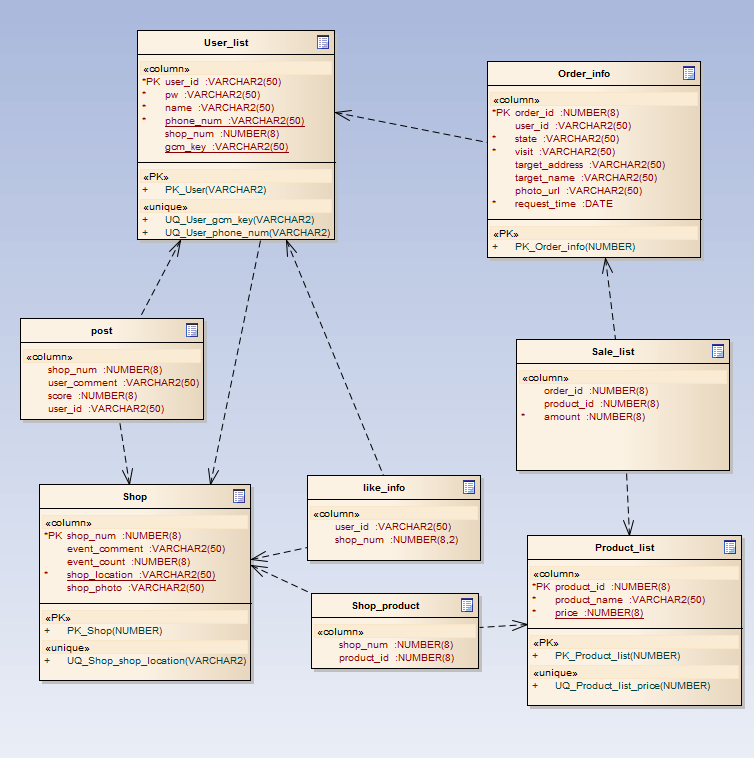 User_list
«column»
*PK user_id :VARCHAR2(50)
* pw :VARCHAR2(50)
* name :VARCHAR2(50)
* phone_num :VARCHAR2(50)
shop_num :NUMBER(8)
gcm_key :VARCHAR2(50)
«PK»
+ PK_User(VARCHAR2)
«unique»
+ UQ_User_gcm_key(VARCHAR2)
+ UQ_User_phone_num(VARCHAR2)
Order_info
«column»
*PK order_id :NUMBER(8)
user_id :VARCHAR2(50)
* state :VARCHAR2(50)
* visit :VARCHAR2(50)
target_address :VARCHAR2(50)
target_name :VARCHAR2(50)
photo_url :VARCHAR2(50)
* request_time :DATE
«PK»
+ PK_Order_info(NUMBER)
post
«column»
shop_num :NUMBER(8)
user_comment :VARCHAR2(50)
score :NUMBER(8)
user_id :VARCHAR2(50)
Sale_list
«column»
order_id :NUMBER(8)
product_id :NUMBER(8)
* amount :NUMBER(8)
Shop
«column»
*PK shop_num :NUMBER(8)
event_comment :VARCHAR2(50)
event_count :NUMBER(8)
* shop_location :VARCHAR2(50)
shop_photo :VARCHAR2(50)
«PK»
+ PK_Shop(NUMBER)
«unique»
+ UQ_Shop_shop_location(VARCHAR2)
like_info
«column»
user_id :VARCHAR2(50)
shop_num :NUMBER(8,2)
Shop_product
«column»
shop_num :NUMBER(8)
product_id :NUMBER(8)
Product_list
«column»
*PK product_id :NUMBER(8)
* product_name :VARCHAR2(50)
* price :NUMBER(8)
«PK»
+ PK_Product_list(NUMBER)
«unique»
+ UQ_Product_list_price(NUMBER)